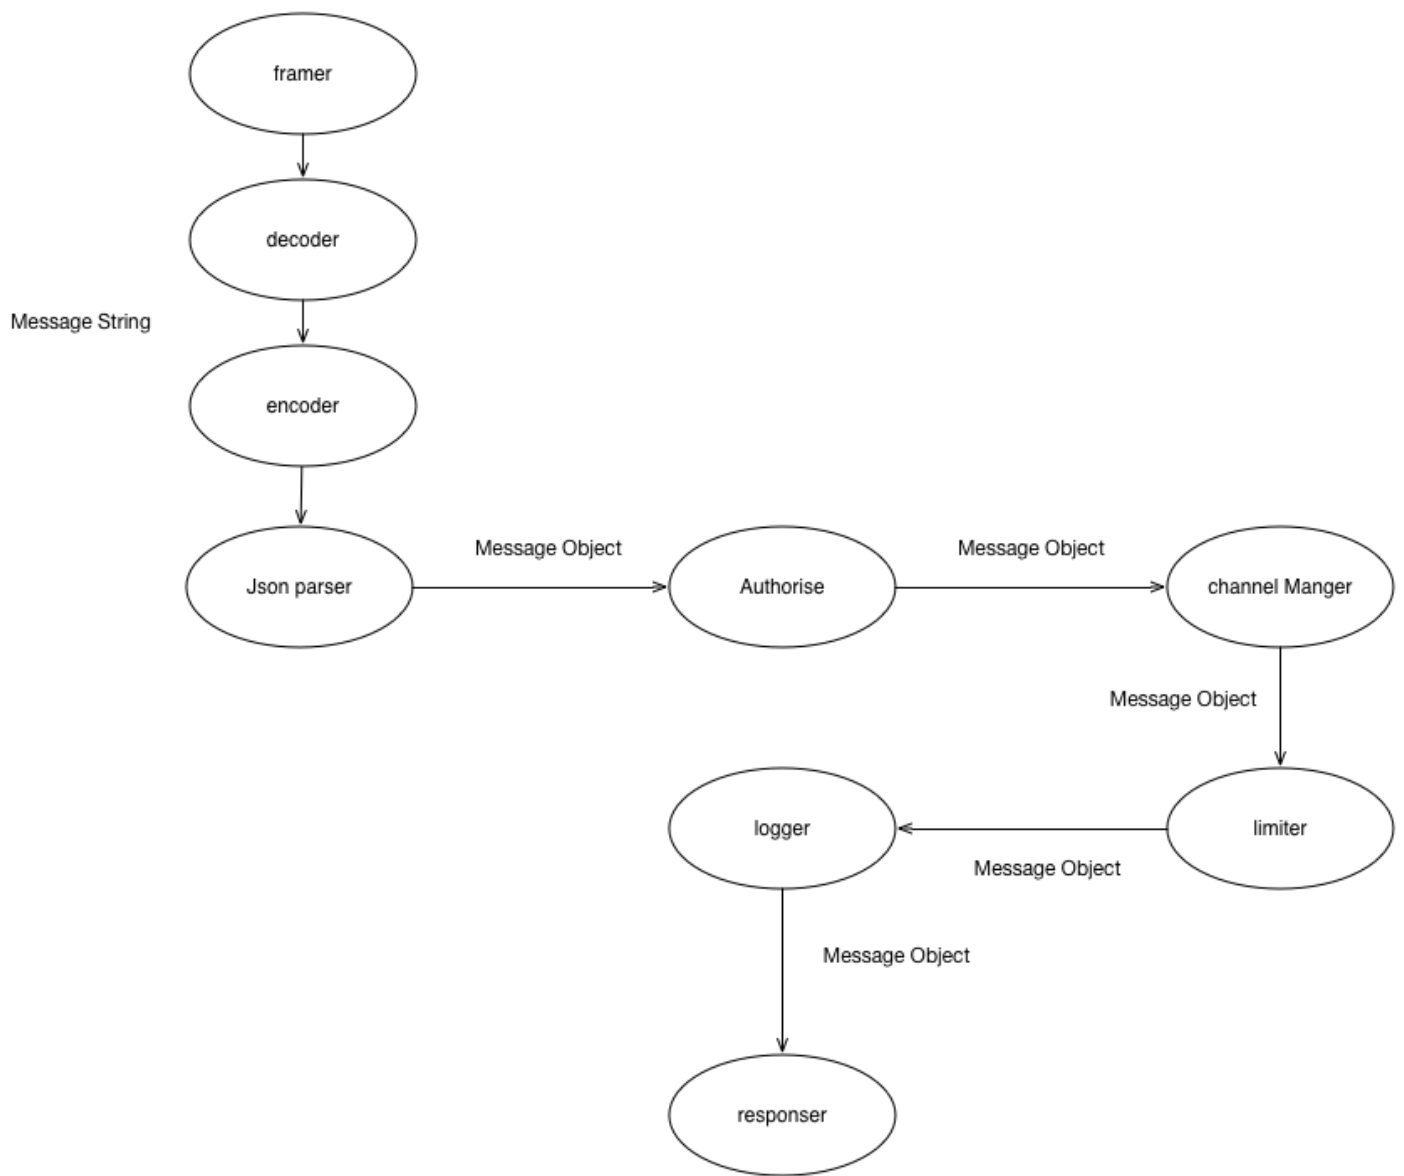 framer
decoder
Message String
encoder
Json parser
Message Object
Authorise
Message Object
channel Manger
Message Object
limiter
Message Object
logger
Message Object
responser